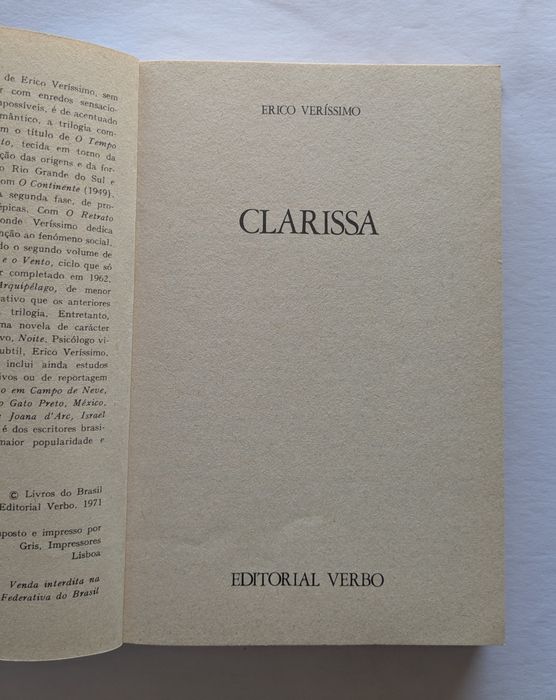 de Erico Veríssimo, sem
com enredos sensacio-
possíveis, é de acentuado
mântico, a trilogia com-
m o título de O Tempo
to, tecida em torno da
ção das origens e da for-
o Rio Grande do Sul e
om O Continente (1949).
a segunda fase, de pro-
épicas. Com O Retrato
onde Veríssimo dedica
nção ao fenómeno social.
do o segundo volume de
e o Vento, ciclo que só
r completado em 1962,
Arquipélago, de menor
ativo que os anteriores
trilogia. Entretanto,
ma novela de carácter
vo, Noite. Psicólogo vi-
ubtil, Erico Veríssimo,
inclui ainda estudos
ivos ou de reportagem
o em Campo de Neve,
o Gato Preto, México,
Joana d'Arc, Israel
é dos escritores brasi-
maior popularidade e
© Livros do Brasil
Editorial Verbo, 1971
posto e impresso por
Gris, Impressores
Lisboa
Venda interdita na
Federativa do Brasil
ERICO VERÍSSIMO
CLARISSA
EDITORIAL VERBO